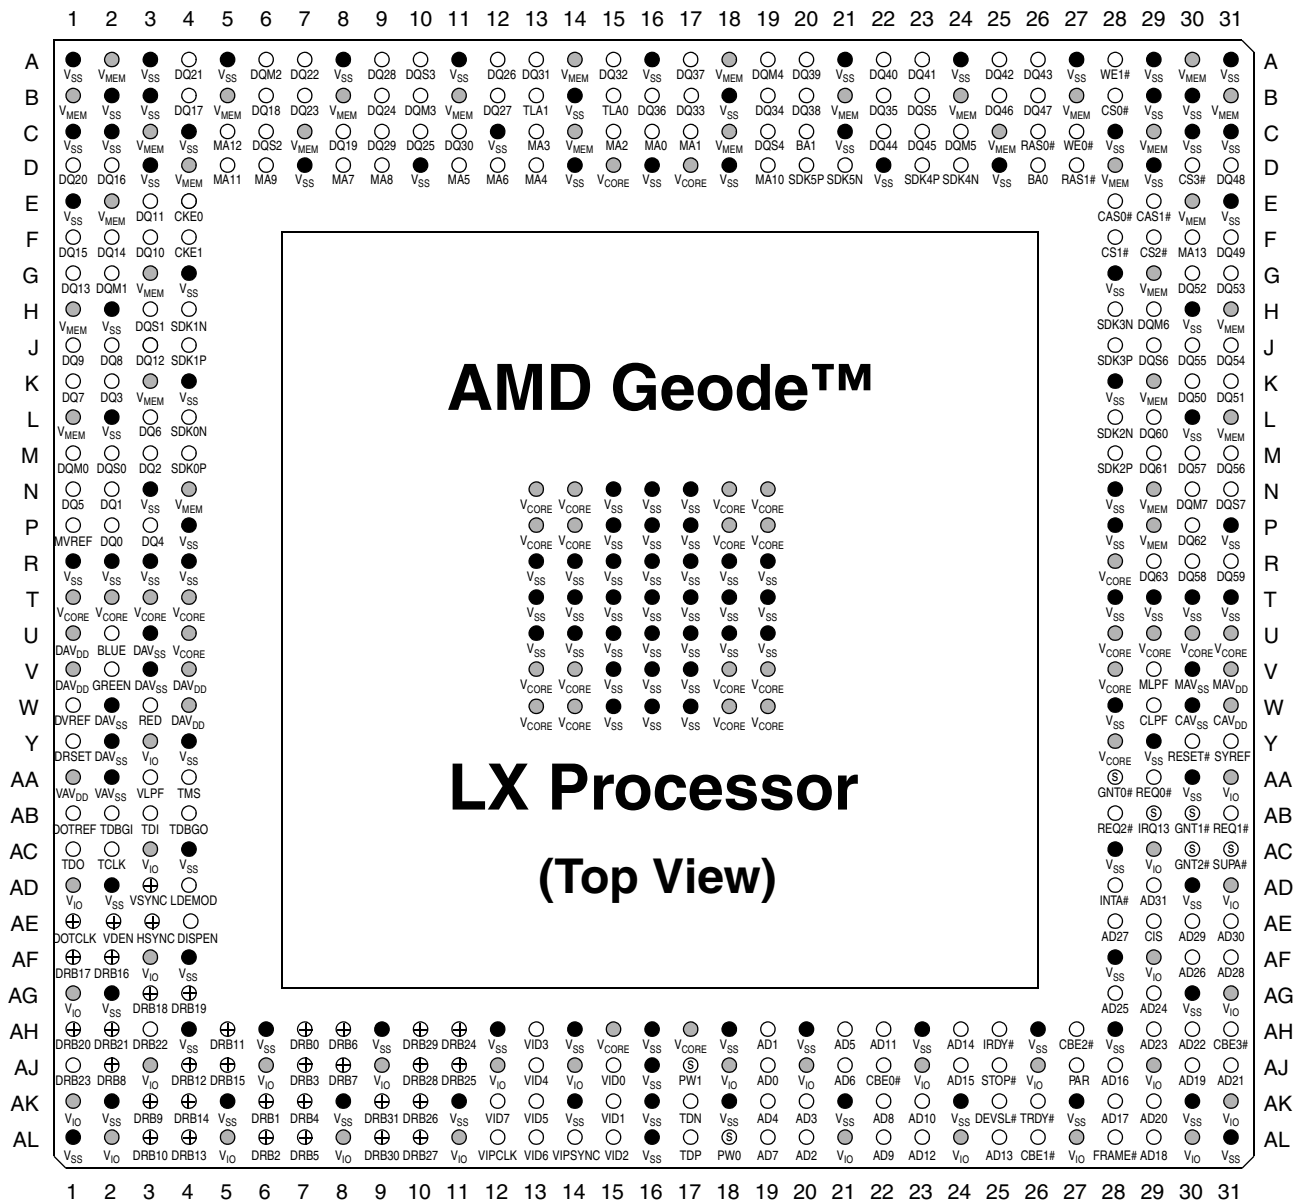 1 2 3 4 5 6 7 8 9 10 11 12 13 14 15 16 17 18 19 20 21 22 23 24 25 26 27 28 29 30 31
A A
VSS VMEM VSS DQ21 VSS DQM2 DQ22 VSS DQ28 DQS3 VSS DQ26 DQ31 VMEM DQ32 VSS DQ37 VMEM DQM4 DQ39 VSS DQ40 DQ41 VSS DQ42 DQ43 VSS WE1# VSS VMEM VSS
B B
VMEM VSS VSS DQ17 VMEM DQ18 DQ23 VMEM DQ24 DQM3 VMEM DQ27 TLA1 VSS TLA0 DQ36 DQ33 VSS DQ34 DQ38 VMEM DQ35 DQS5 VMEM DQ46 DQ47 VMEM CS0# VSS VSS VMEM
C C
VSS VSS VMEM VSS MA12 DQS2 VMEM DQ19 DQ29 DQ25 DQ30 VSS MA3 VMEM MA2 MA0 MA1 VMEM DQS4 BA1 VSS DQ44 DQ45 DQM5 VMEM RAS0# WE0# VSS VMEM VSS VSS
D D
DQ20 DQ16 VSS VMEM MA11 MA9 VSS MA7 MA8 VSS MA5 MA6 MA4 VSS VCORE VSS VCORE VSS MA10 SDK5P SDK5N VSS SDK4P SDK4N VSS BA0 RAS1# VMEM VSS CS3# DQ48
E E
VSS VMEM DQ11 CKE0 CAS0# CAS1# VMEM VSS
F F
DQ15 DQ14 DQ10 CKE1 CS1# CS2# MA13 DQ49
G G
DQ13 DQM1 VMEM VSS VSS VMEM DQ52 DQ53
H H
VMEM VSS DQS1 SDK1N SDK3N DQM6 VSS VMEM
J J
DQ9 DQ8 DQ12 SDK1P SDK3P DQS6 DQ55 DQ54
AMD Geode™
K K
DQ7 DQ3 VMEM VSS VSS VMEM DQ50 DQ51
L L
VMEM VSS DQ6 SDK0N SDK2N DQ60 VSS VMEM
M M
DQM0 DQS0 DQ2 SDK0P SDK2P DQ61 DQ57 DQ56
N N
DQ5 DQ1 VSS VMEM VCORE VCORE VSS VSS VSS VCORE VCORE VSS VMEM DQM7 DQS7
P P
MVREF DQ0 DQ4 VSS VCORE VCORE VSS VSS VSS VCORE VCORE VSS VMEM DQ62 VSS
R R
VSS VSS VSS VSS VSS VSS VSS VSS VSS VSS VSS VCORE DQ63 DQ58 DQ59
T T
VCORE VCORE VCORE VCORE VSS VSS VSS VSS VSS VSS VSS VSS VSS VSS VSS
U U
DAVDD BLUE DAVSS VCORE VSS VSS VSS VSS VSS VSS VSS VCORE VCORE VCORE VCORE
V V
DAVDD GREEN DAVSS DAVDD VCORE VCORE VSS VSS VSS VCORE VCORE VCORE MLPF MAVSS MAVDD
W W
DVREF DAVSS RED DAVDD VCORE VCORE VSS VSS VSS VCORE VCORE VSS CLPF CAVSS CAVDD
Y Y
DRSET DAVSS VIO VSS VCORE VSS RESET# SYREF
LX Processor
AA S AA
VAVDD VAVSS VLPF TMS GNT0# REQ0# VSS VIO
AB S S AB
DOTREF TDBGI TDI TDBGO REQ2# IRQ13 GNT1# REQ1#
AC S S AC
TDO TCLK VIO VSS VSS VIO GNT2# SUPA#
(Top View)
AD AD
VIO VSS VSYNC LDEMOD INTA# AD31 VSS VIO
AE AE
DOTCLK VDEN HSYNC DISPEN AD27 CIS AD29 AD30
AF AF
DRB17 DRB16 VIO VSS VSS VIO AD26 AD28
AG AG
VIO VSS DRB18 DRB19 AD25 AD24 VSS VIO
AH AH
DRB20 DRB21 DRB22 VSS DRB11 VSS DRB0 DRB6 VSS DRB29 DRB24 VSS VID3 VSS VCORE VSS VCORE VSS AD1 VSS AD5 AD11 VSS AD14 IRDY# VSS CBE2# VSS AD23 AD22 CBE3#
AJ S AJ
DRB23 DRB8 VIO DRB12 DRB15 VIO DRB3 DRB7 VIO DRB28 DRB25 VIO VID4 VIO VID0 VSS PW1 VIO AD0 VIO AD6 CBE0# VIO AD15 STOP# VIO PAR AD16 VIO AD19 AD21
AK AK
VIO VSS DRB9 DRB14 VSS DRB1 DRB4 VSS DRB31 DRB26 VSS VID7 VID5 VSS VID1 VSS TDN VSS AD4 AD3 VSS AD8 AD10 VSS DEVSL# TRDY# VSS AD17 AD20 VSS VIO
AL S AL
VSS VIO DRB10 DRB13 VIO DRB2 DRB5 VIO DRB30 DRB27 VIO VIPCLK VID6 VIPSYNC VID2 VSS TDP PW0 AD7 AD2 VIO AD9 AD12 VIO AD13 CBE1# VIO FRAME# AD18 VIO VSS
1 2 3 4 5 6 7 8 9 10 11 12 13 14 15 16 17 18 19 20 21 22 23 24 25 26 27 28 29 30 31